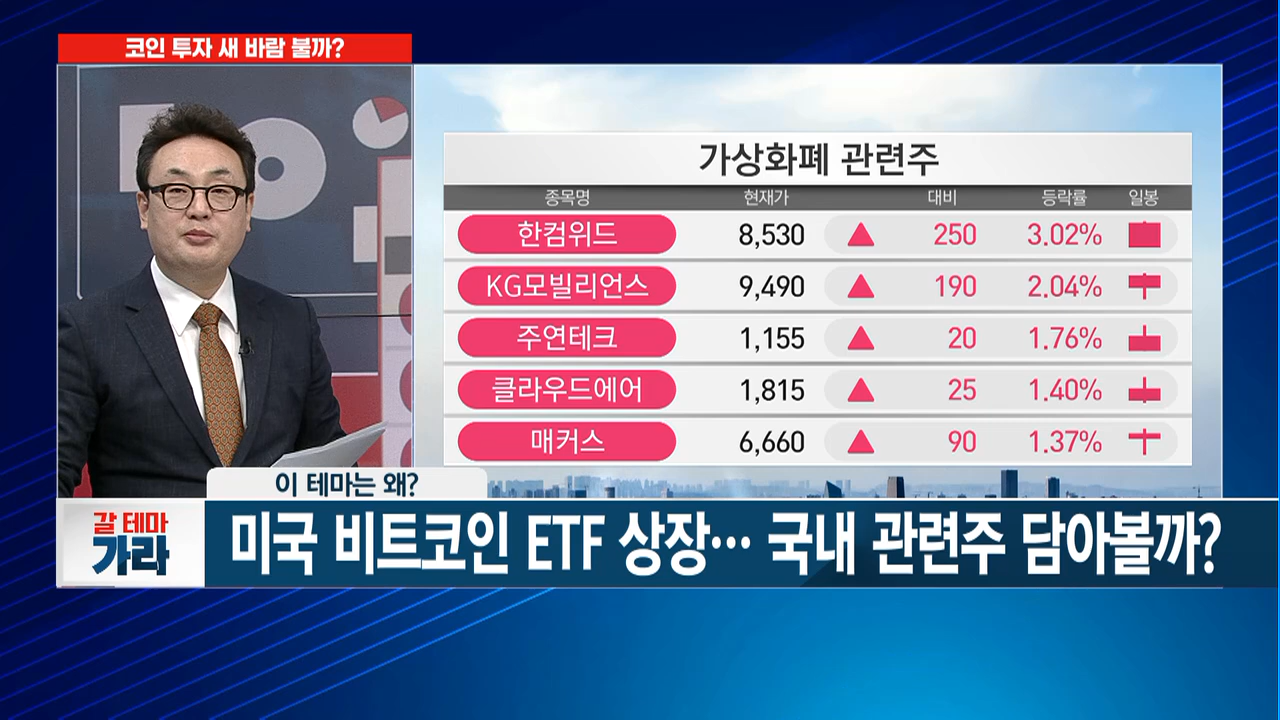 코인 투자 새 바람 불까?
가상화폐 관련주
종목명 현재가 대비 등락률 일봉
한컴위드 8,530 ▲ 250 3.02%
KG모빌리언스 9,490 ▲ 190 2.04%
주연테크 1,155 ▲ 20 1.76%
클라우드에어 1,815 ▲ 25 1.40%
매커스 6,660 ▲ 90 1.37%
이 테마는 왜?
갈 테마
가라
미국 비트코인 ETF 상장… 국내 관련주 담아볼까?